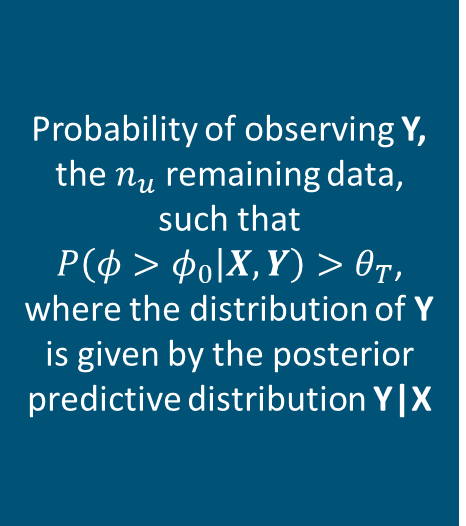 Probability of observing Y,
the n_u remaining data,
such that
P(ϕ > ϕ₀|X, Y) > θ_T,
where the distribution of Y
is given by the posterior
predictive distribution Y|X